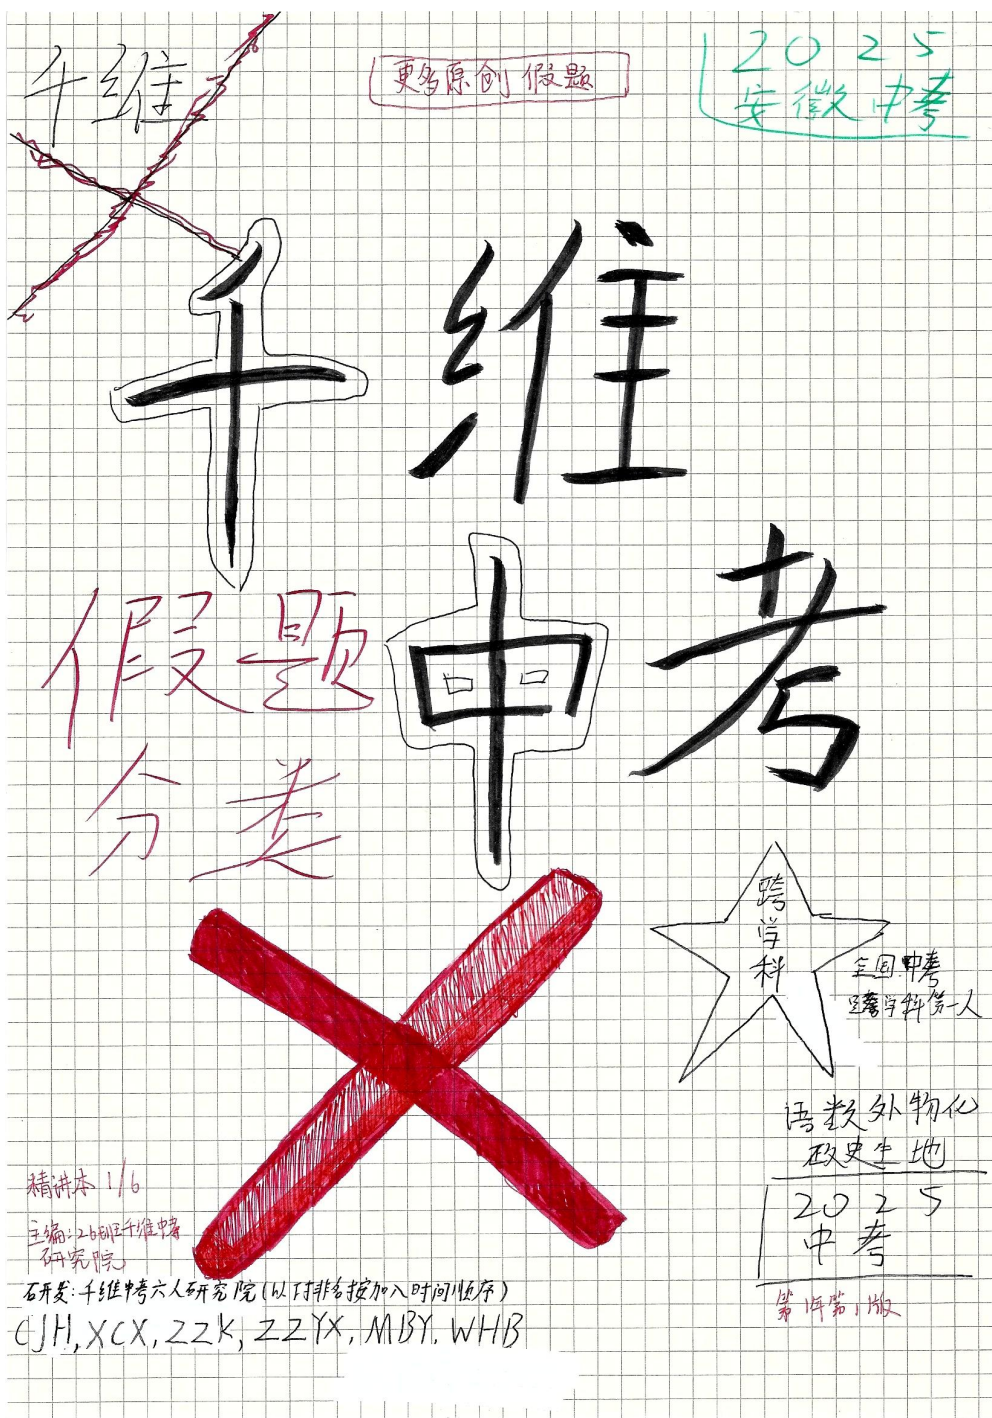 千维
更多原创假题
2025
安徽中考
千维
中考
假题
分类
跨学科
全国中考
跨学科第一人
语数外物化
政史生地
2025
中考
第1年第1版
精讲本 1/6
主编:26班千维中考
研究院
研发:千维中考六人研究院(以下排名按加入时间顺序)
CJH,XCX,ZZK,ZZYX,MBY,WHB